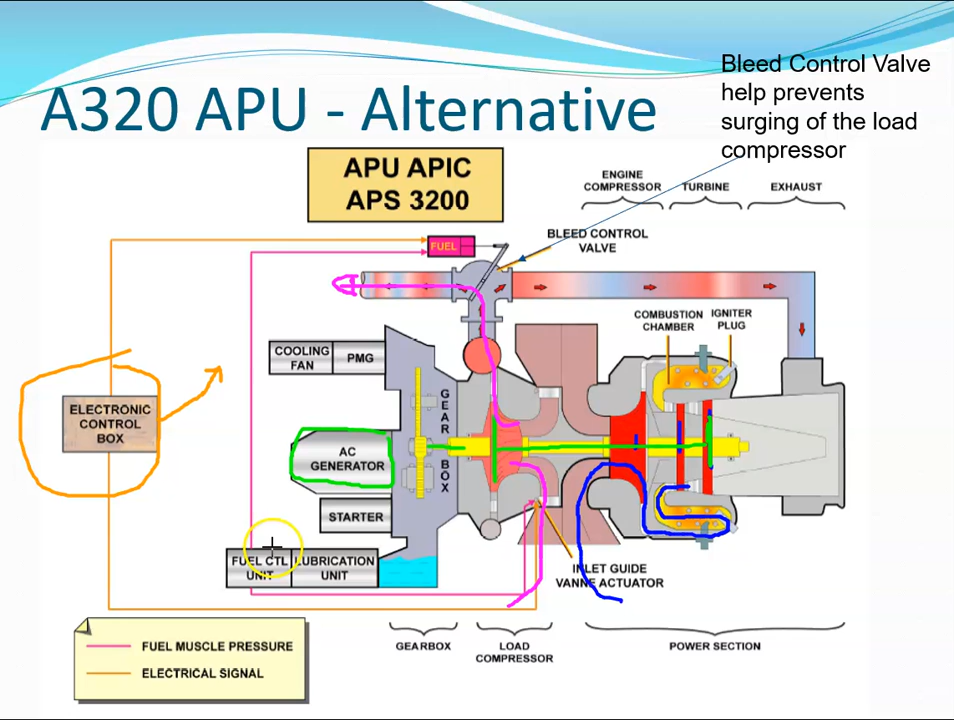 Bleed Control Valve
help prevents
surging of the load
compressor
A320 APU - Alternative
APU APIC
APS 3200
ENGINE
COMPRESSOR
TURBINE
EXHAUST
FUEL
BLEED CONTROL
VALVE
COMBUSTION
CHAMBER
IGNITER
PLUG
COOLING
FAN
PMG
GEAR
BOX
ELECTRONIC
CONTROL
BOX
AC
GENERATOR
STARTER
FUEL CTL
UNIT
LUBRICATION
UNIT
INLET GUIDE
VANNE ACTUATOR
GEARBOX
LOAD
COMPRESSOR
POWER SECTION
FUEL MUSCLE PRESSURE
ELECTRICAL SIGNAL